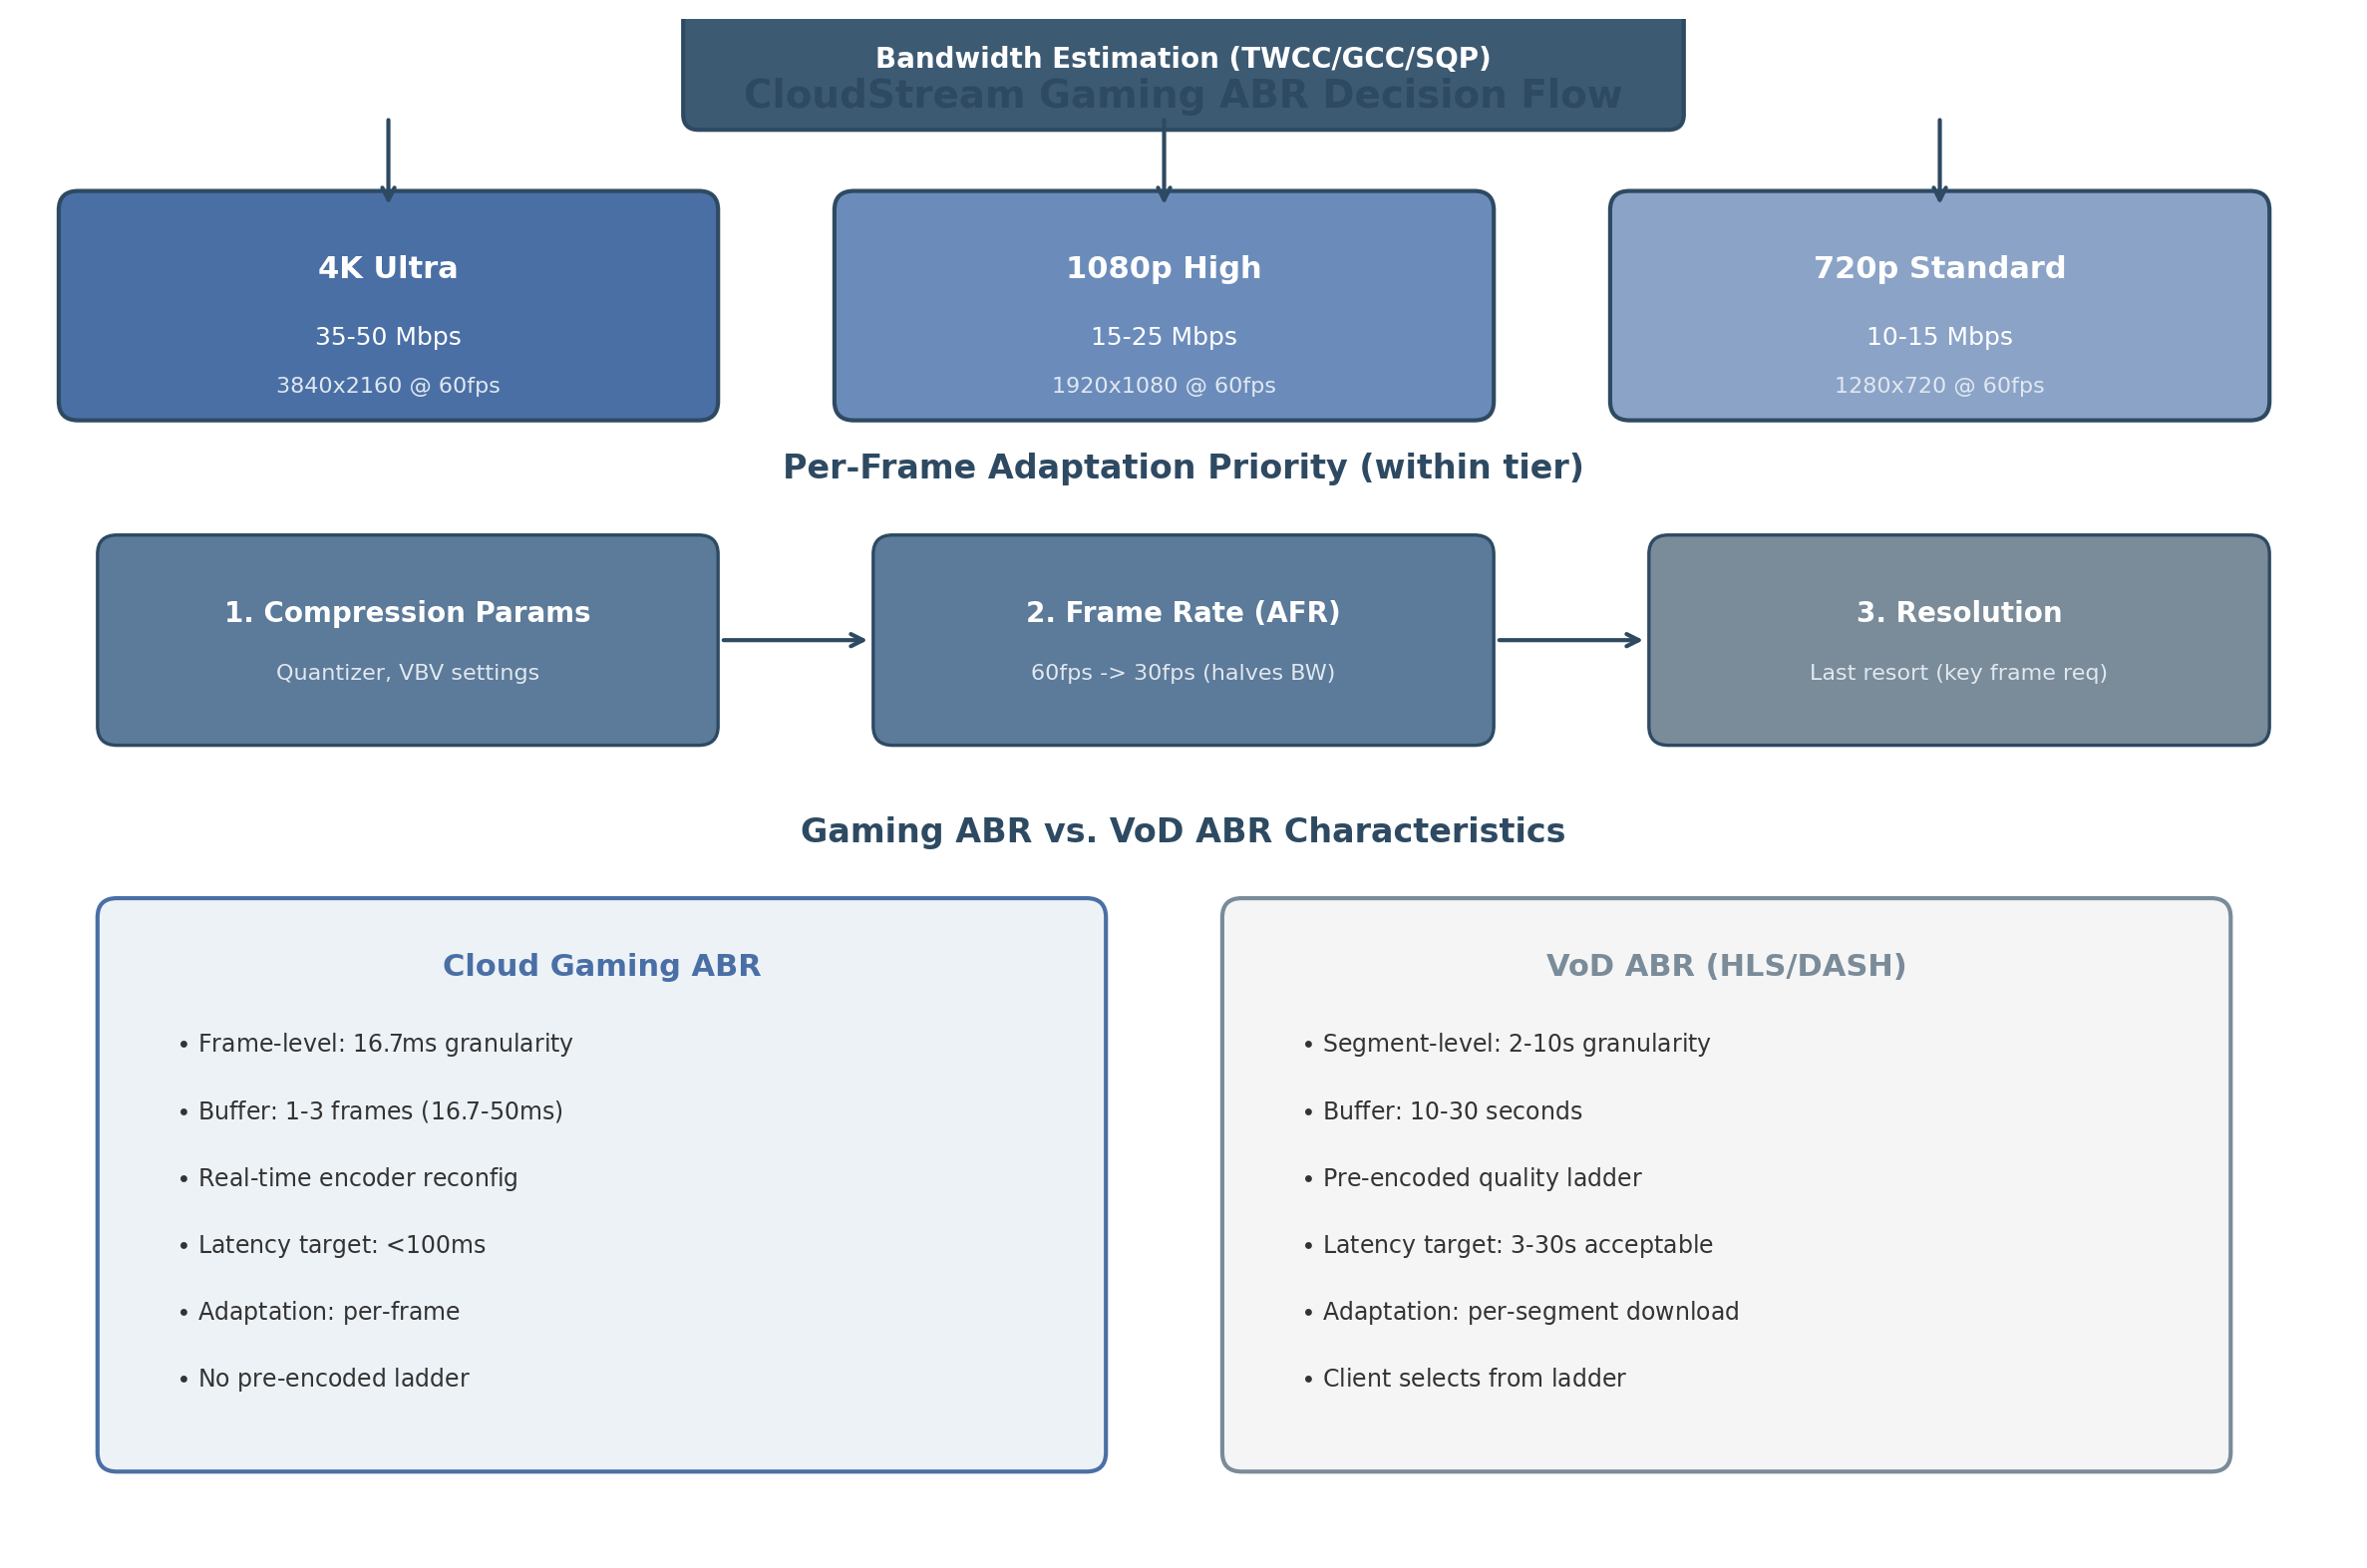 Bandwidth Estimation (TWCC/GCC/SQP)
CloudStream Gaming ABR Decision Flow
4K Ultra
35-50 Mbps
3840x2160 @ 60fps
1080p High
15-25 Mbps
1920x1080 @ 60fps
720p Standard
10-15 Mbps
1280x720 @ 60fps
Per-Frame Adaptation Priority (within tier)
1. Compression Params
Quantizer, VBV settings
2. Frame Rate (AFR)
60fps -> 30fps (halves BW)
3. Resolution
Last resort (key frame req)
Gaming ABR vs. VoD ABR Characteristics
Cloud Gaming ABR
• Frame-level: 16.7ms granularity
• Buffer: 1-3 frames (16.7-50ms)
• Real-time encoder reconfig
• Latency target: <100ms
• Adaptation: per-frame
• No pre-encoded ladder
VoD ABR (HLS/DASH)
• Segment-level: 2-10s granularity
• Buffer: 10-30 seconds
• Pre-encoded quality ladder
• Latency target: 3-30s acceptable
• Adaptation: per-segment download
• Client selects from ladder